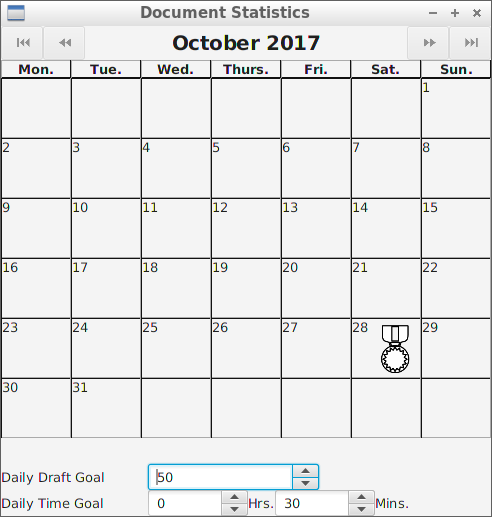 Document Statistics
October 2017
Mon. Tue. Wed. Thurs. Fri. Sat. Sun.
1
2 3 4 5 6 7 8
9 10 11 12 13 14 15
16 17 18 19 20 21 22
23 24 25 26 27 28 29
30 31
Daily Draft Goal 50
Daily Time Goal 0 Hrs. 30 Mins.